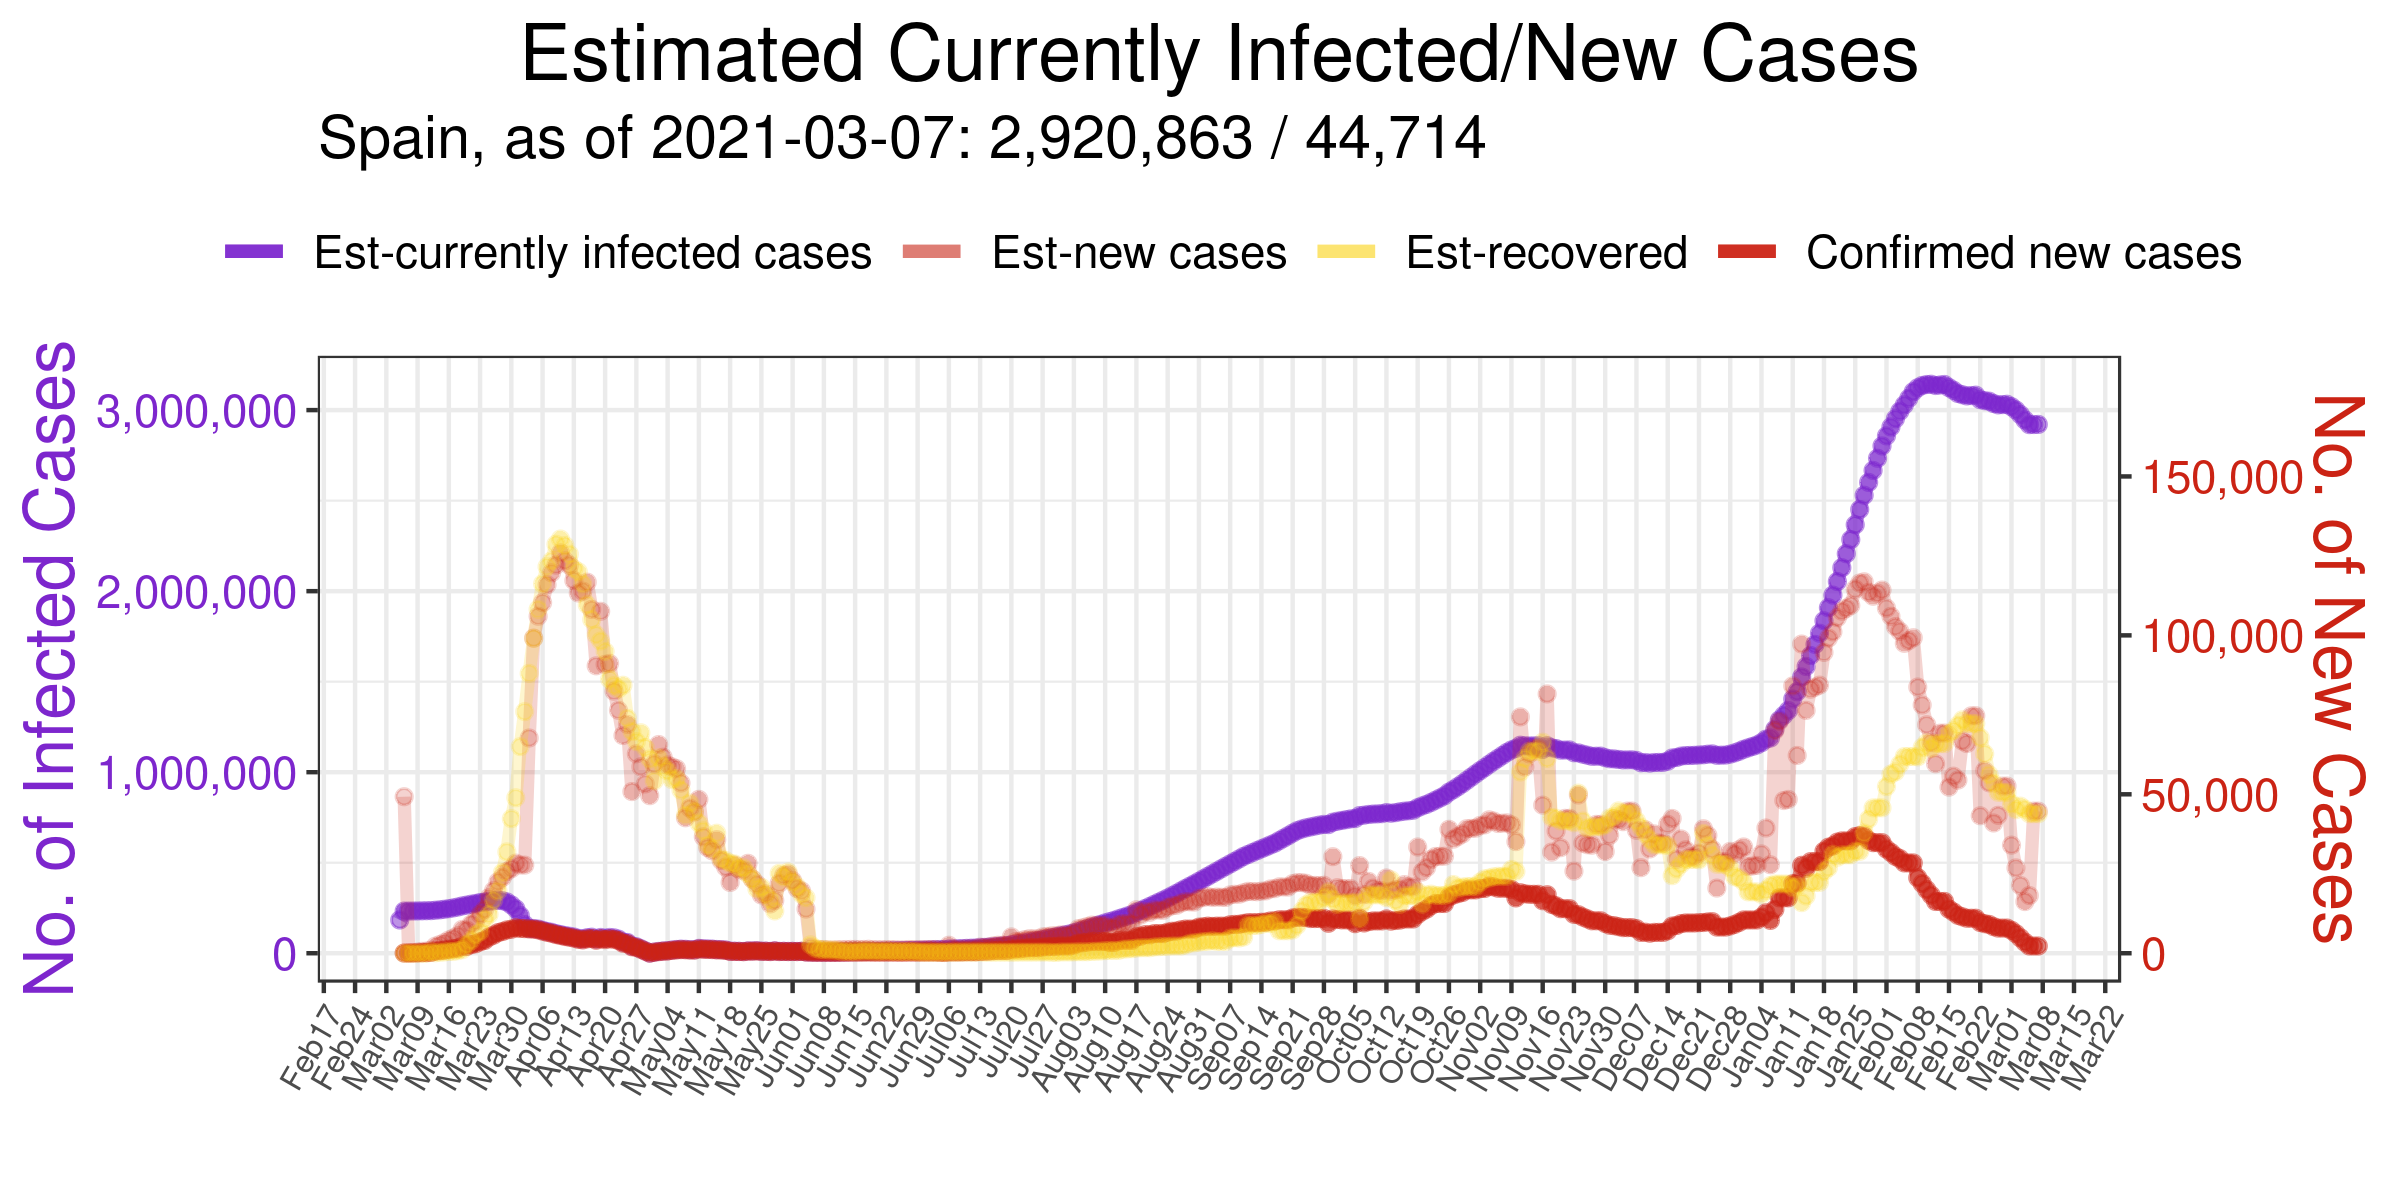 Estimated Currently Infected/New Cases
Spain, as of 2021-03-07: 2,920,863 / 44,714
Est-currently infected cases Est-new cases Est-recovered Confirmed new cases
No. of Infected Cases
3,000,000
2,000,000
1,000,000
0
150,000
100,000
50,000
0
No. of New Cases
Feb17 Feb24 Mar02 Mar09 Mar16 Mar23 Mar30 Apr06 Apr13 Apr20 Apr27 May04 May11 May18 May25 Jun01 Jun08 Jun15 Jun22 Jun29 Jul06 Jul13 Jul20 Jul27 Aug03 Aug10 Aug17 Aug24 Aug31 Sep07 Sep14 Sep21 Sep28 Oct05 Oct12 Oct19 Oct26 Nov02 Nov09 Nov16 Nov23 Nov30 Dec07 Dec14 Dec21 Dec28 Dec04 Jan11 Jan18 Jan25 Feb01 Feb08 Feb15 Feb22 Mar01 Mar08 Mar15 Mar22